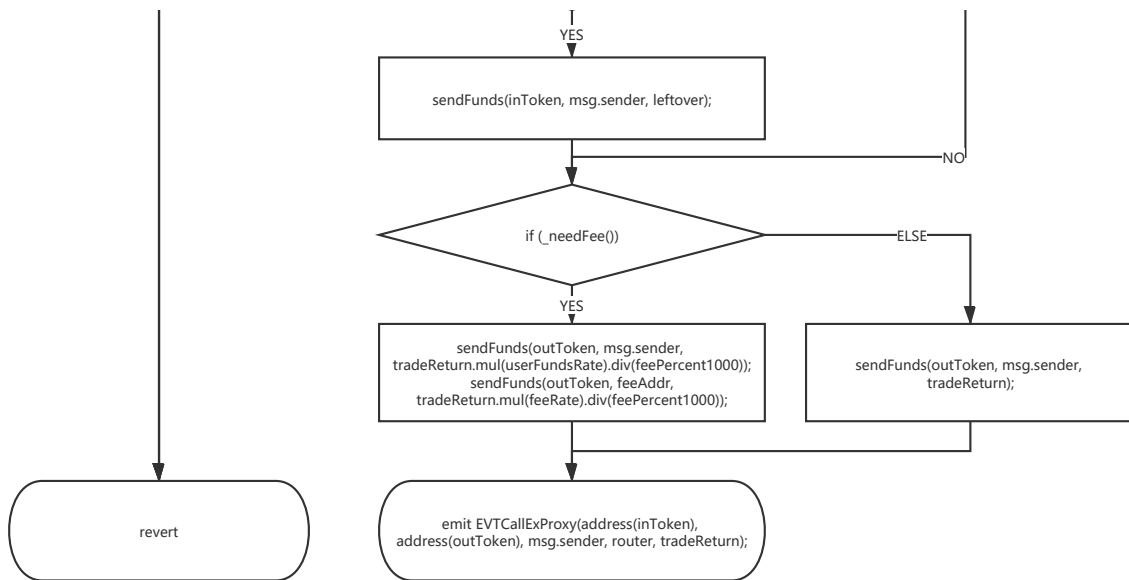 YES
sendFunds(inToken, msg.sender, leftover);
NO
if (_needFee())
ELSE
YES
sendFunds(outToken, msg.sender,
tradeReturn.mul(userFundsRate).div(feePercent1000));
sendFunds(outToken, feeAddr,
tradeReturn.mul(feeRate).div(feePercent1000));
sendFunds(outToken, msg.sender,
tradeReturn);
revert
emit EVTCallExProxy(address(inToken),
address(outToken), msg.sender, router, tradeReturn);